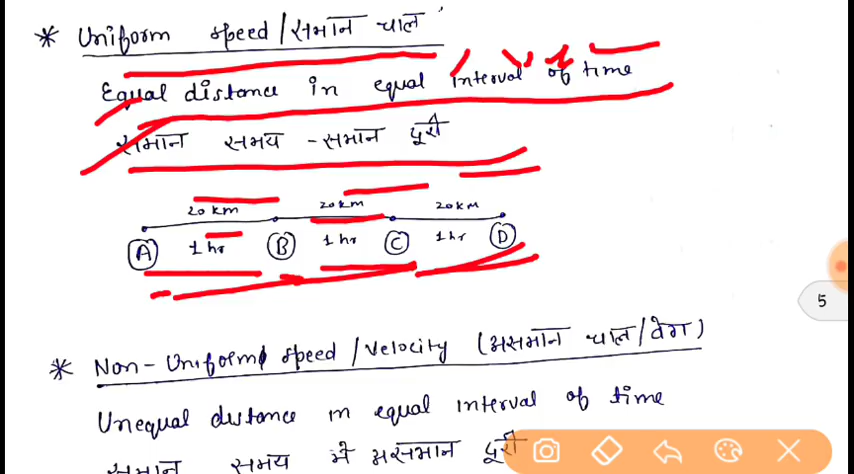 * Uniform speed/समान चाल
Equal distance in equal interval of time
समान समय - समान दूरी
20 km 20 km 20 km
A 1 hr B 1 hr C 1 hr D
5
* Non-Uniform speed/Velocity (असमान चाल/वेग)
Unequal distance in equal interval of time
समान समय में असमान दूरी